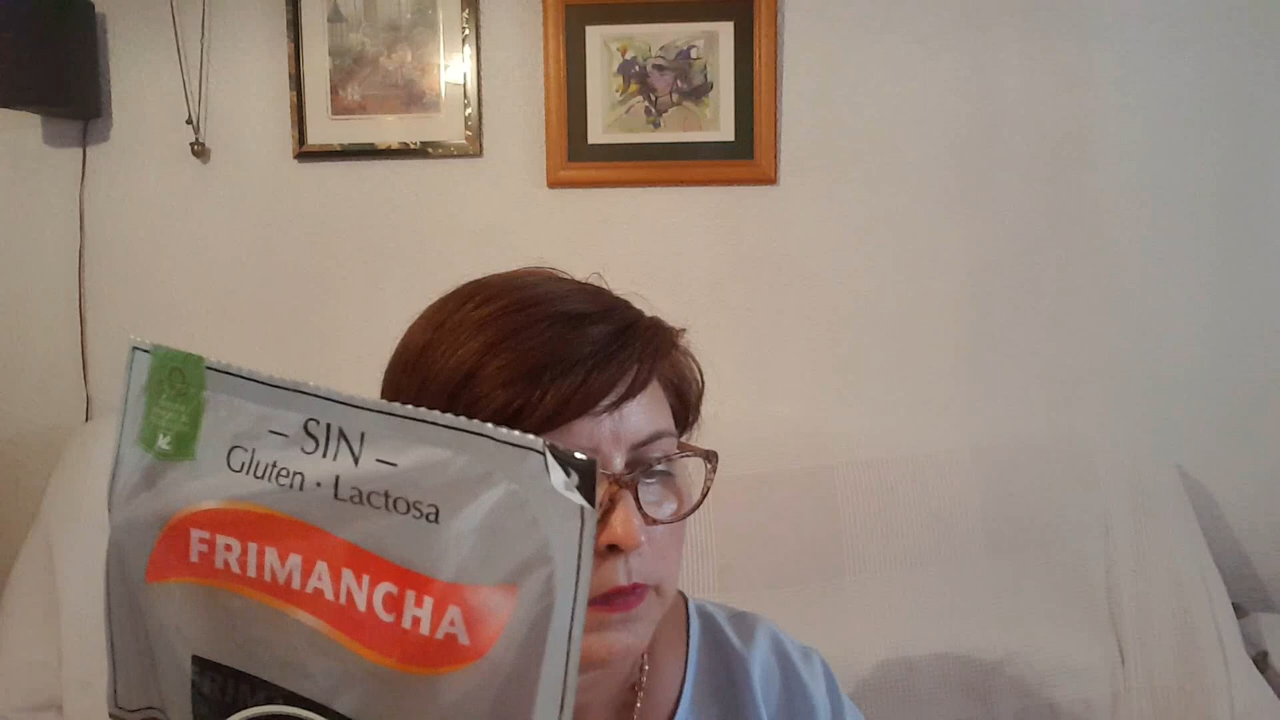 – SIN –
Gluten · Lactosa
FRIMANCHA